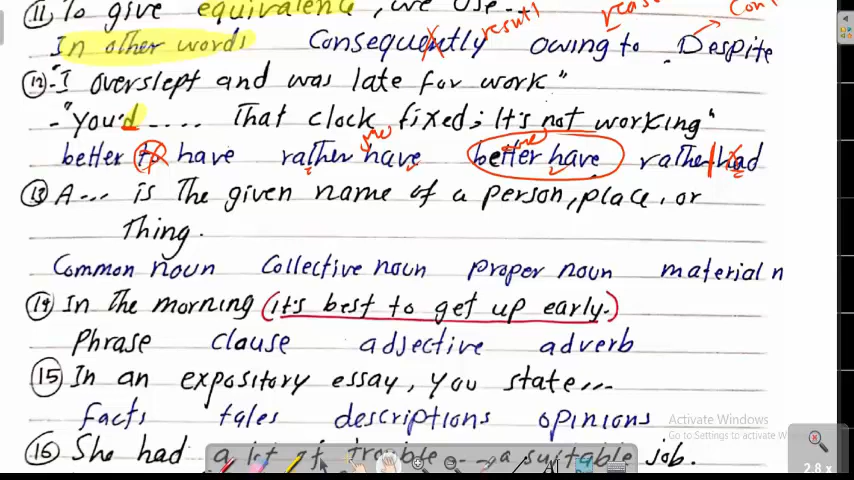 (11) To give equivalence, we use...
result
In other words Consequently owing to Despite
(12) - "I overslept and was late for work"
- "You'd .... That clock fixed; It's not working"
better to have rather have better have rather had
(13) A... is the given name of a person, place, or
Thing.
Common noun Collective noun proper noun material n
(14) In the morning (it's best to get up early.)
Phrase clause adjective adverb
(15) In an expository essay, you state...
facts tales descriptions opinions
Activate Windows
Go to Settings to activate Win
(16) She had a lot of trouble ... a suitable job.
2.8 x